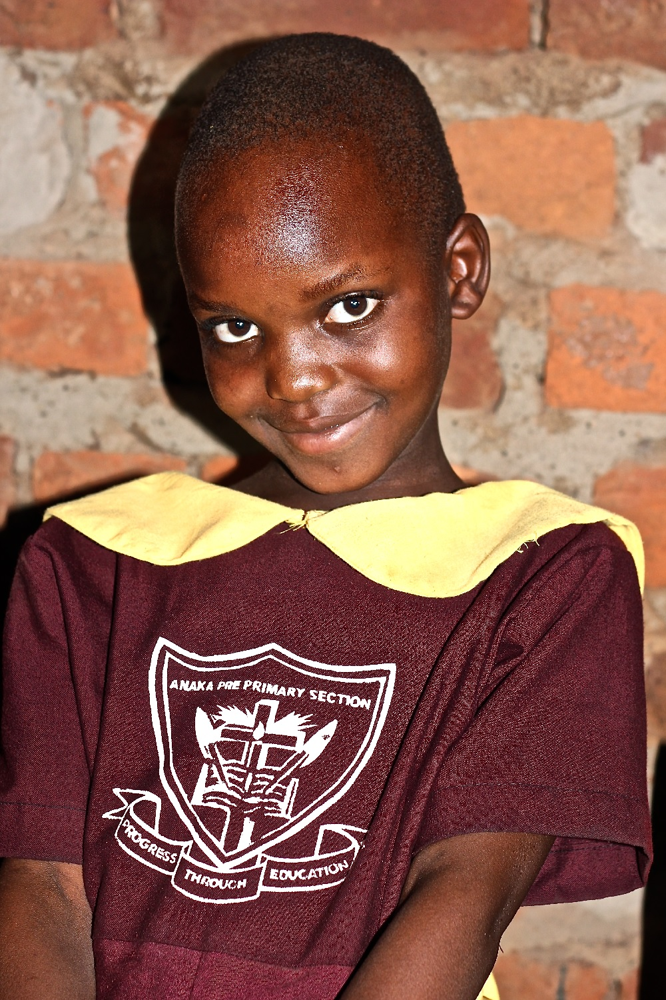 ANAKA PRE PRIMARY SECTION
PROGRESS THROUGH EDUCATION